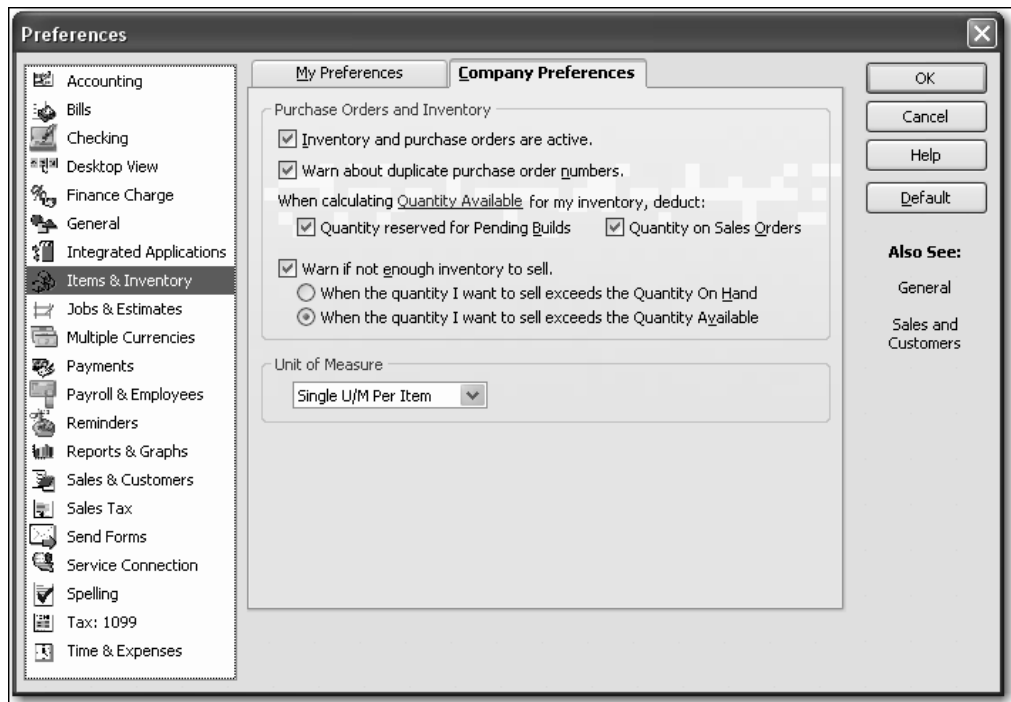 Preferences
Accounting
Bills
Checking
Desktop View
Finance Charge
General
Integrated Applications
Items & Inventory
Jobs & Estimates
Multiple Currencies
Payments
Payroll & Employees
Reminders
Reports & Graphs
Sales & Customers
Sales Tax
Send Forms
Service Connection
Spelling
Tax: 1099
Time & Expenses
My Preferences
Company Preferences
Purchase Orders and Inventory
Inventory and purchase orders are active.
Warn about duplicate purchase order numbers.
When calculating Quantity Available for my inventory, deduct:
Quantity reserved for Pending Builds
Quantity on Sales Orders
Warn if not enough inventory to sell.
When the quantity I want to sell exceeds the Quantity On Hand
When the quantity I want to sell exceeds the Quantity Available
Unit of Measure
Single U/M Per Item
OK
Cancel
Help
Default
Also See:
General
Sales and
Customers